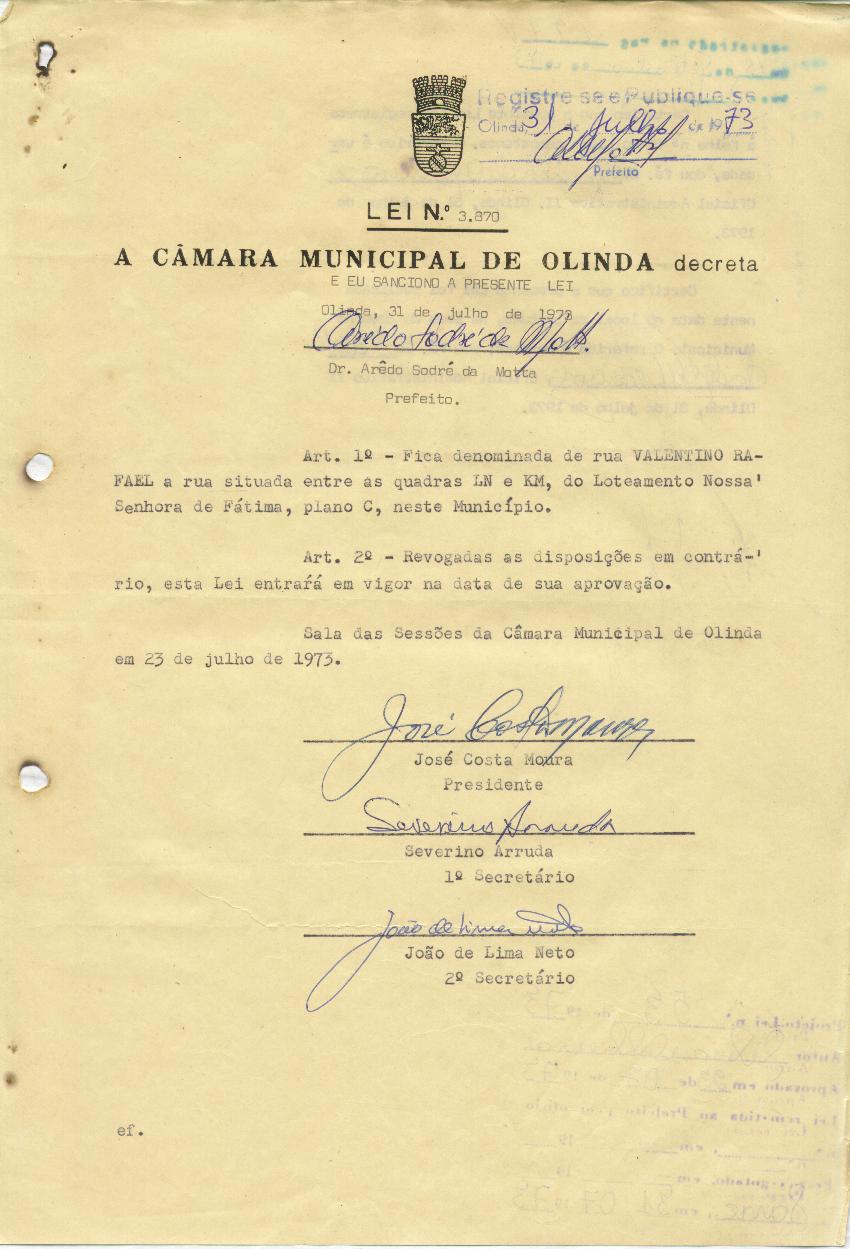 Registre se e Publique-se
Olinda, 31 de julho de 1973
Prefeito
LEI N.º 3.870
A CÂMARA MUNICIPAL DE OLINDA decreta
E EU SANCIONO A PRESENTE LEI
Olinda, 31 de julho de 1973
Arêdo Sodré da Motta
Dr. Arêdo Sodré da Motta
Prefeito.
Art. 1º - Fica denominada de rua VALENTINO RA-
FAEL a rua situada entre as quadras LN e KM, do Loteamento Nossa'
Senhora de Fátima, plano C, neste Município.
Art. 2º - Revogadas as disposições em contrá-'
rio, esta Lei entrará em vigor na data de sua aprovação.
Sala das Sessões da Câmara Municipal de Olinda
em 23 de julho de 1973.
José Costa Moura
José Costa Moura
Presidente
Severino Arruda
Severino Arruda
1º Secretário
João de Lima Neto
João de Lima Neto
2º Secretário
ef.